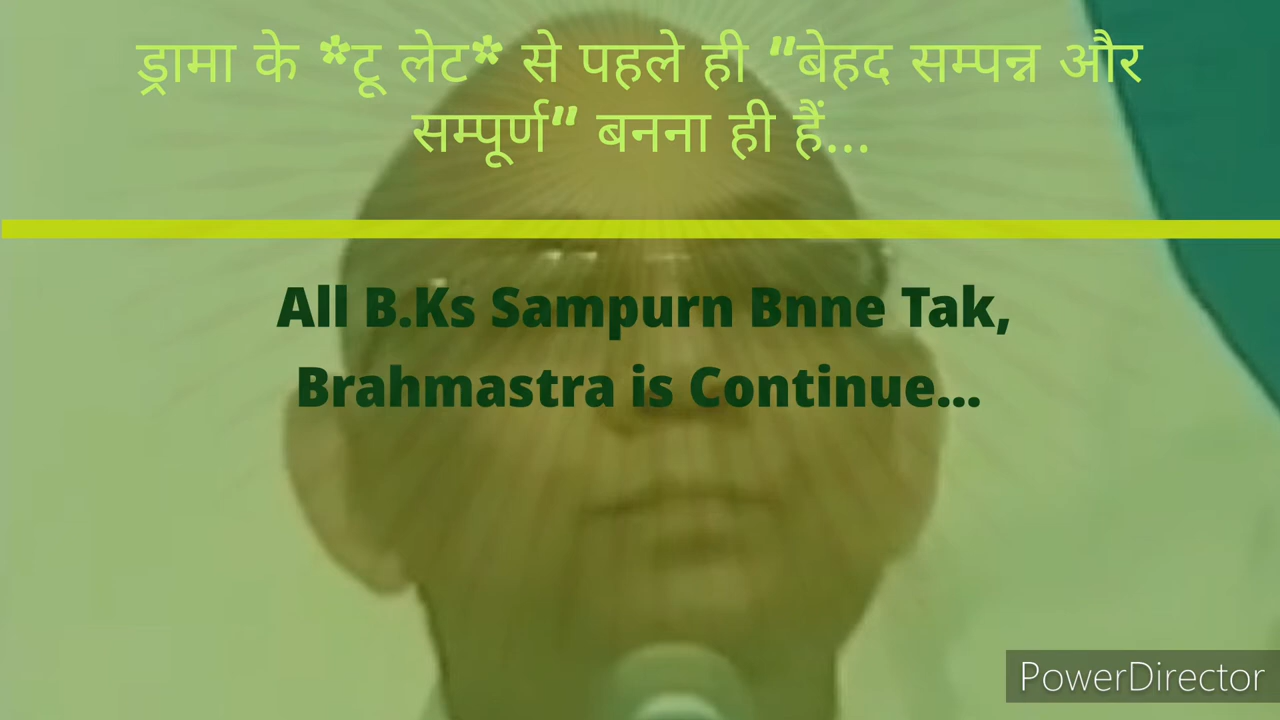 ड्रामा के *टू लेट* से पहले ही "बेहद सम्पन्न और
सम्पूर्ण" बनना ही हैं...
All B.Ks Sampurn Bnne Tak,
Brahmastra is Continue...
PowerDirector